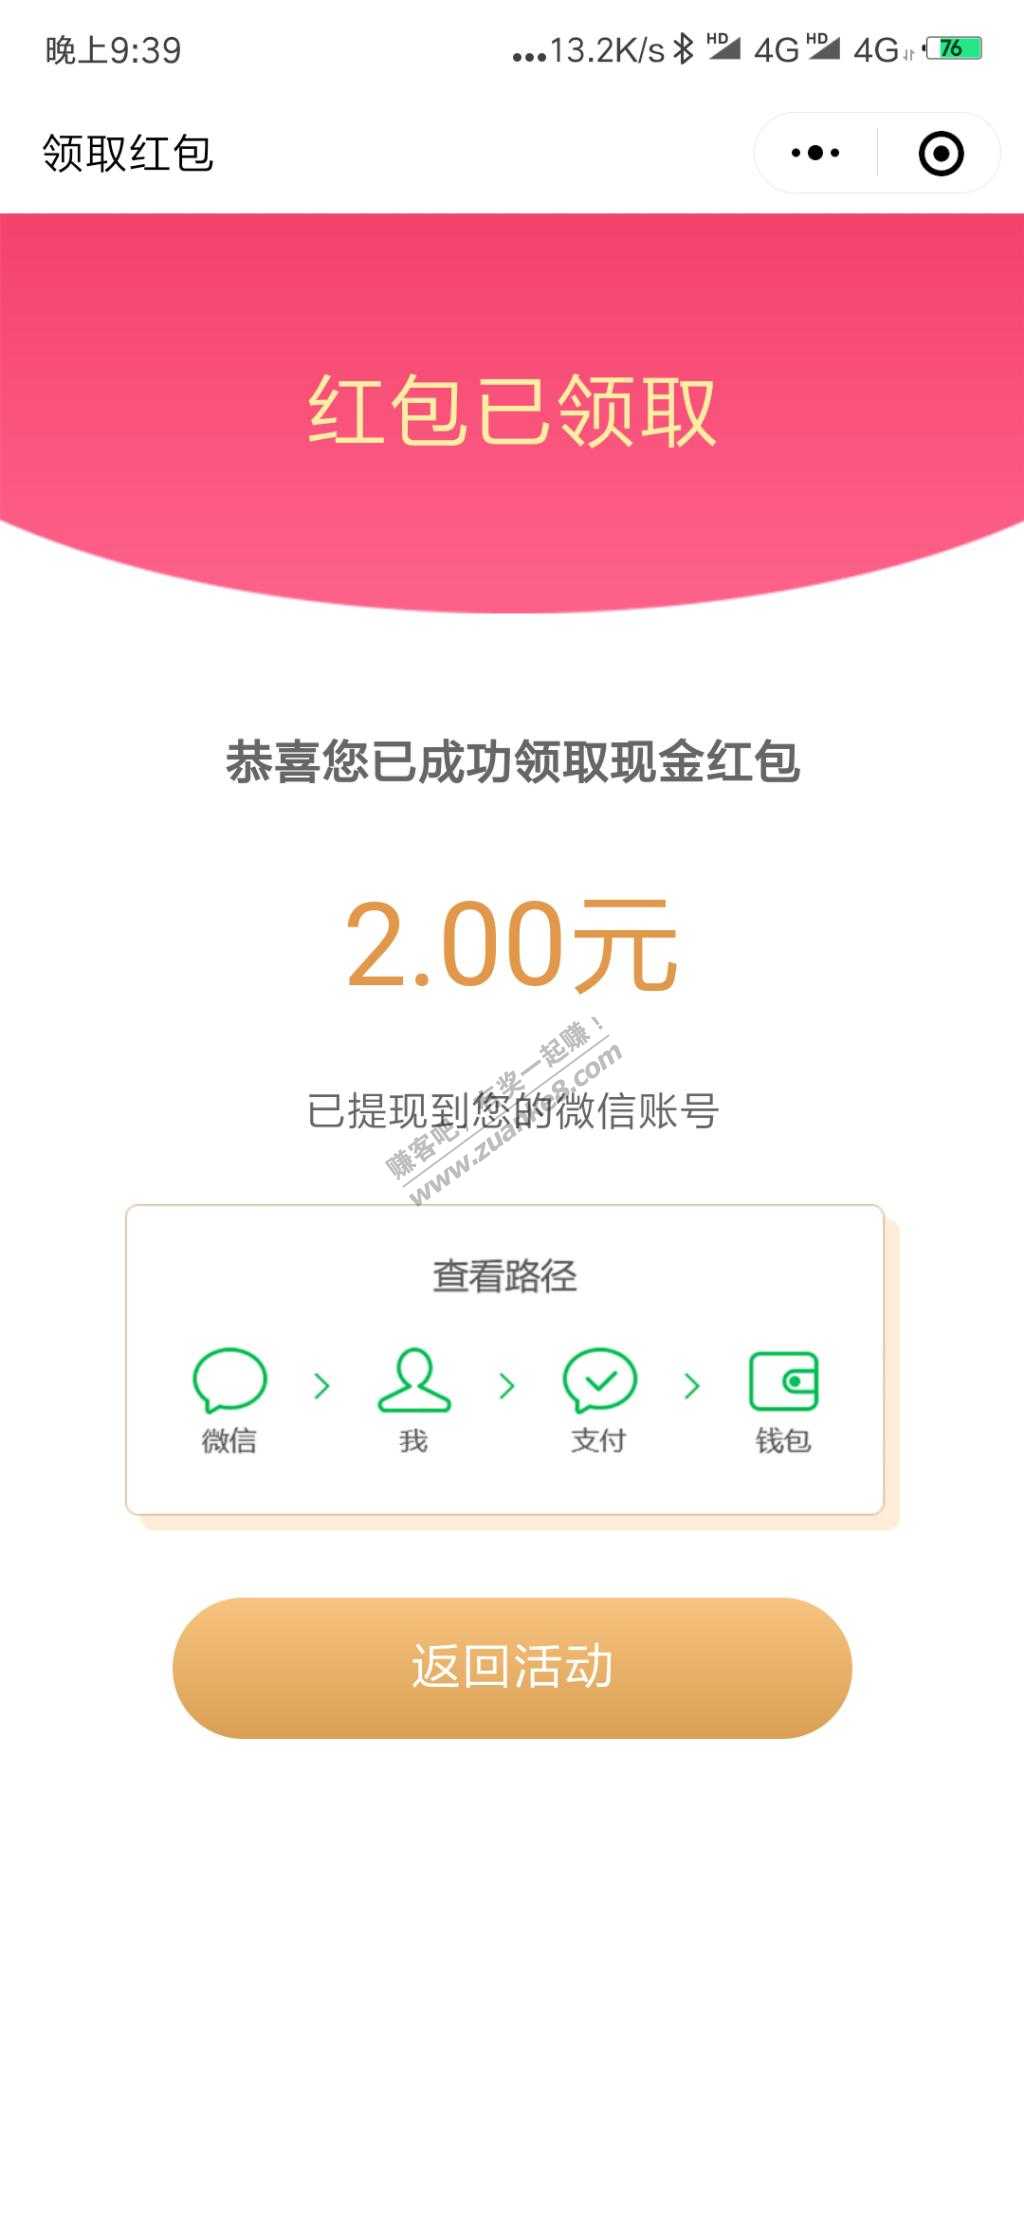 晚上9:39
...13.2K/s HD 4G HD 4G 76
领取红包
红包已领取
恭喜您已成功领取现金红包
2.00元
赚客吧，有奖一起赚！
www.zuanke8.com
已提现到您的微信账号
查看路径
微信 > 我 > 支付 > 钱包
返回活动